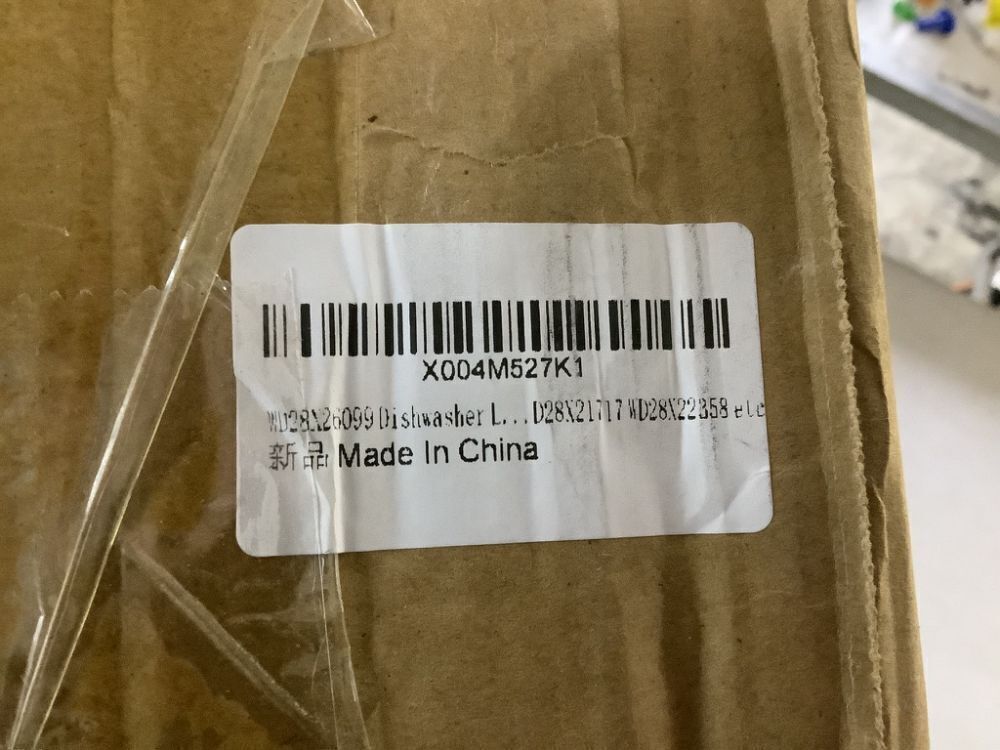 X004M527K1
WD28X26099 Dishwasher L...D28X21717 WD28X22358 etc
新品 Made In China